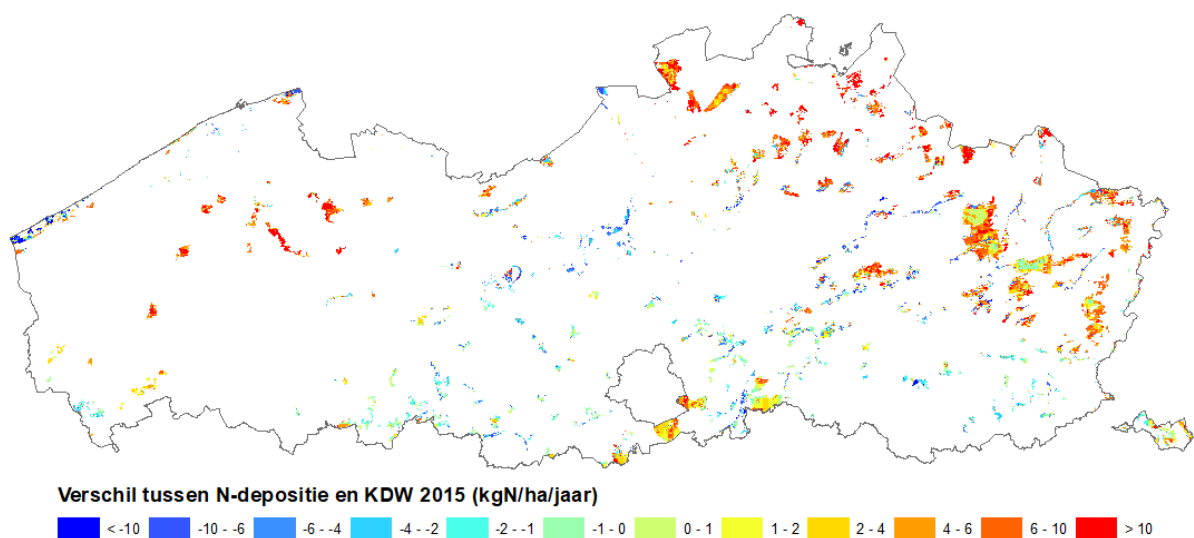 Verschil tussen N-depositie en KDW 2015 (kgN/ha/jaar)
< -10 -10 - -6 -6 - -4 -4 - -2 -2 - -1 -1 - 0 0 - 1 1 - 2 2 - 4 4 - 6 6 - 10 > 10